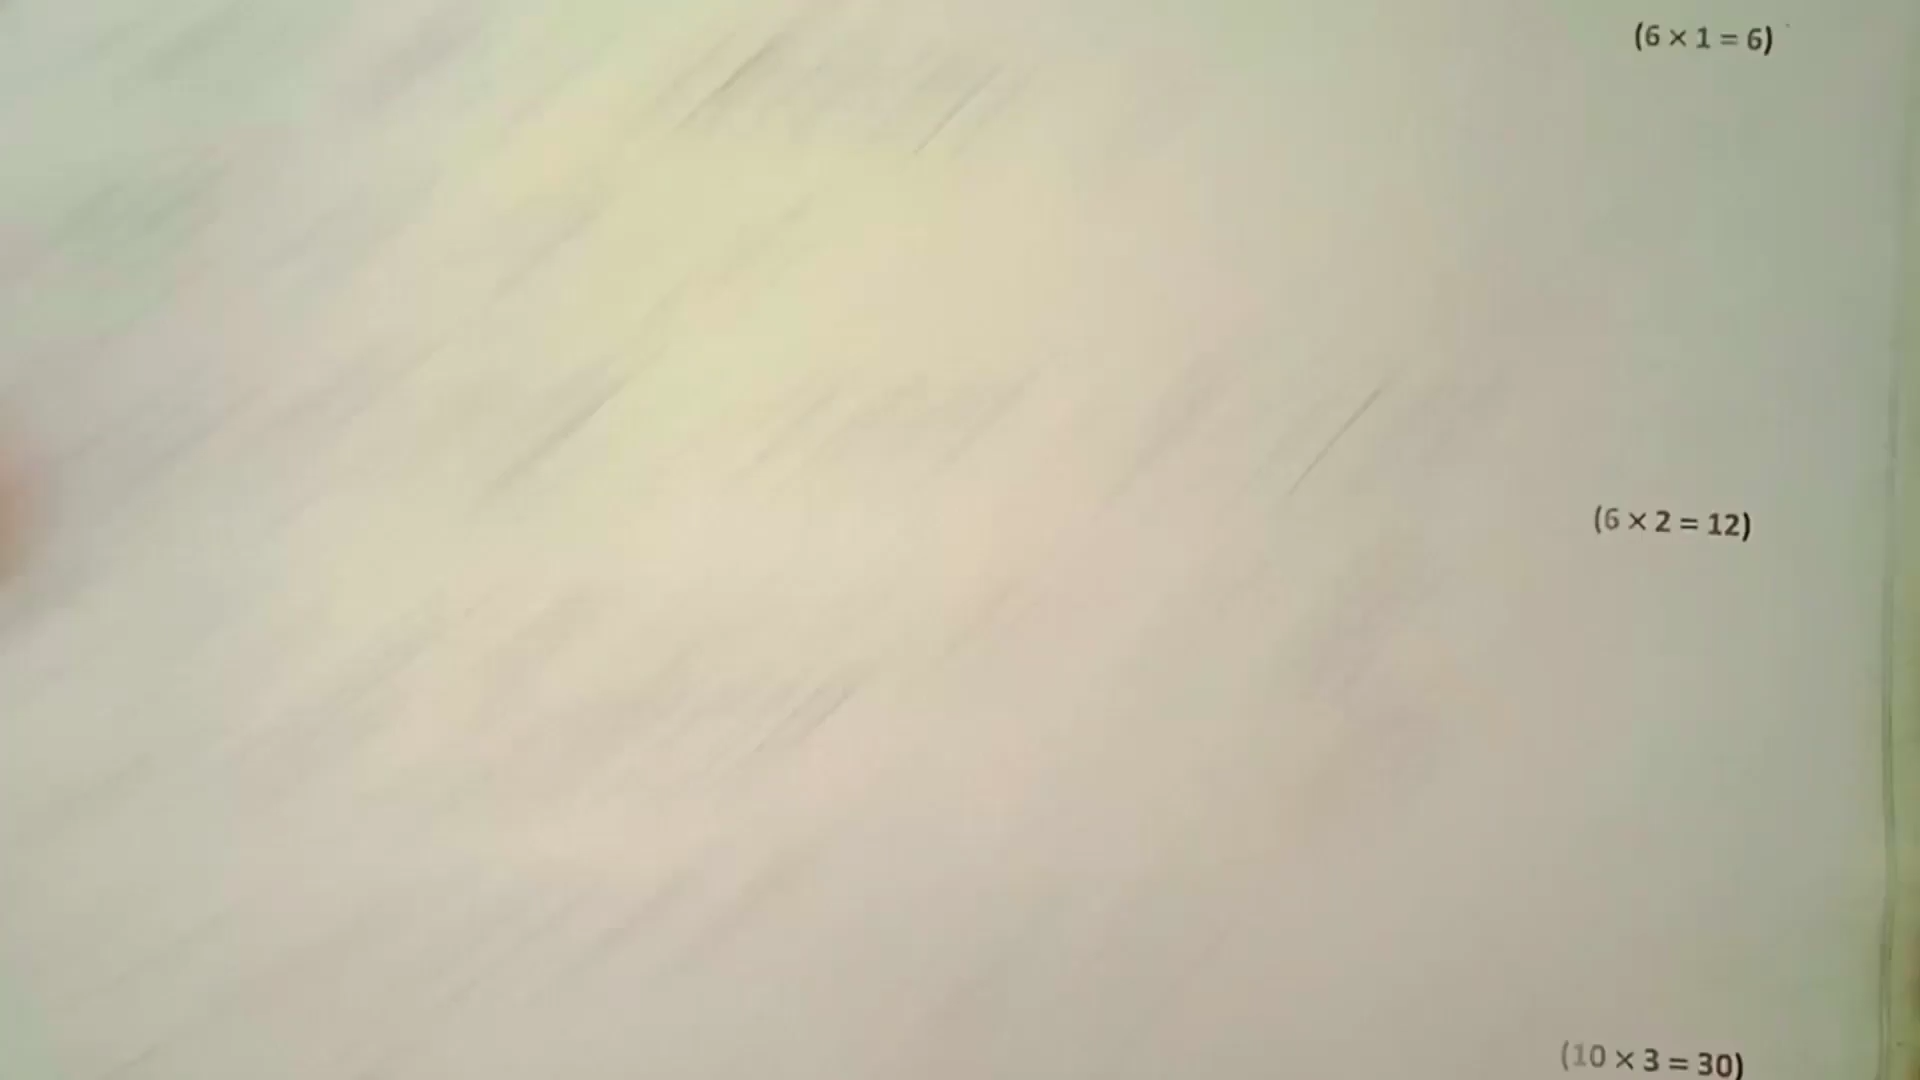 (6 × 1 = 6)
(6 × 2 = 12)
(10 × 3 = 30)